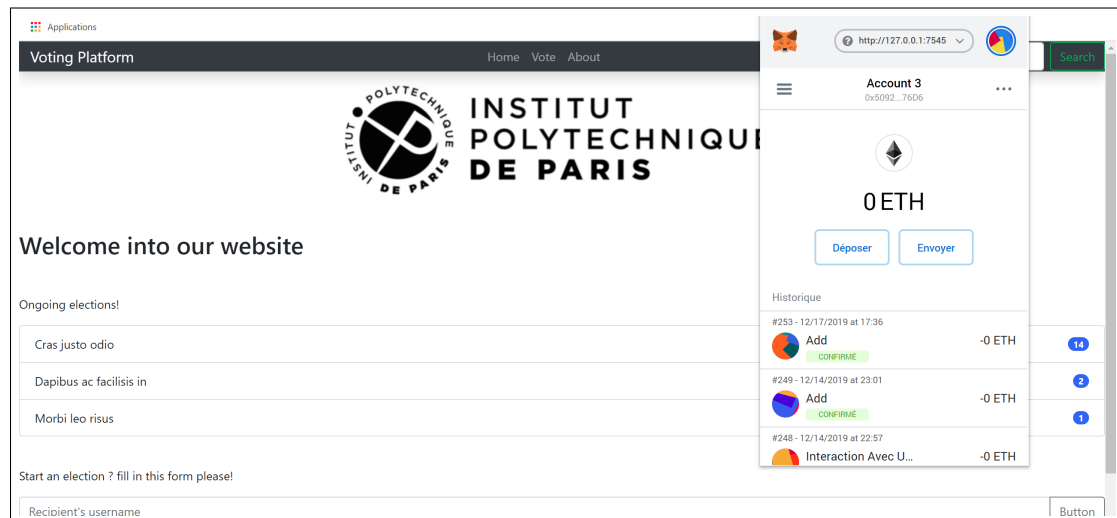 Applications
Voting Platform
Home Vote About
Search
INSTITUT POLYTECHNIQUE DE PARIS
INSTITUT
POLYTECHNIQUE
DE PARIS
Welcome into our website
Ongoing elections!
Cras justo odio
14
Dapibus ac facilisis in
2
Morbi leo risus
1
Start an election ? fill in this form please!
Recipient's username
Button
http://127.0.0.1:7545
Account 3
0x5092...76D6
0 ETH
Déposer
Envoyer
Historique
#253 - 12/17/2019 at 17:36
Add -0 ETH
CONFIRMÉ
#249 - 12/14/2019 at 23:01
Add -0 ETH
CONFIRMÉ
#248 - 12/14/2019 at 22:57
Interaction Avec U... -0 ETH